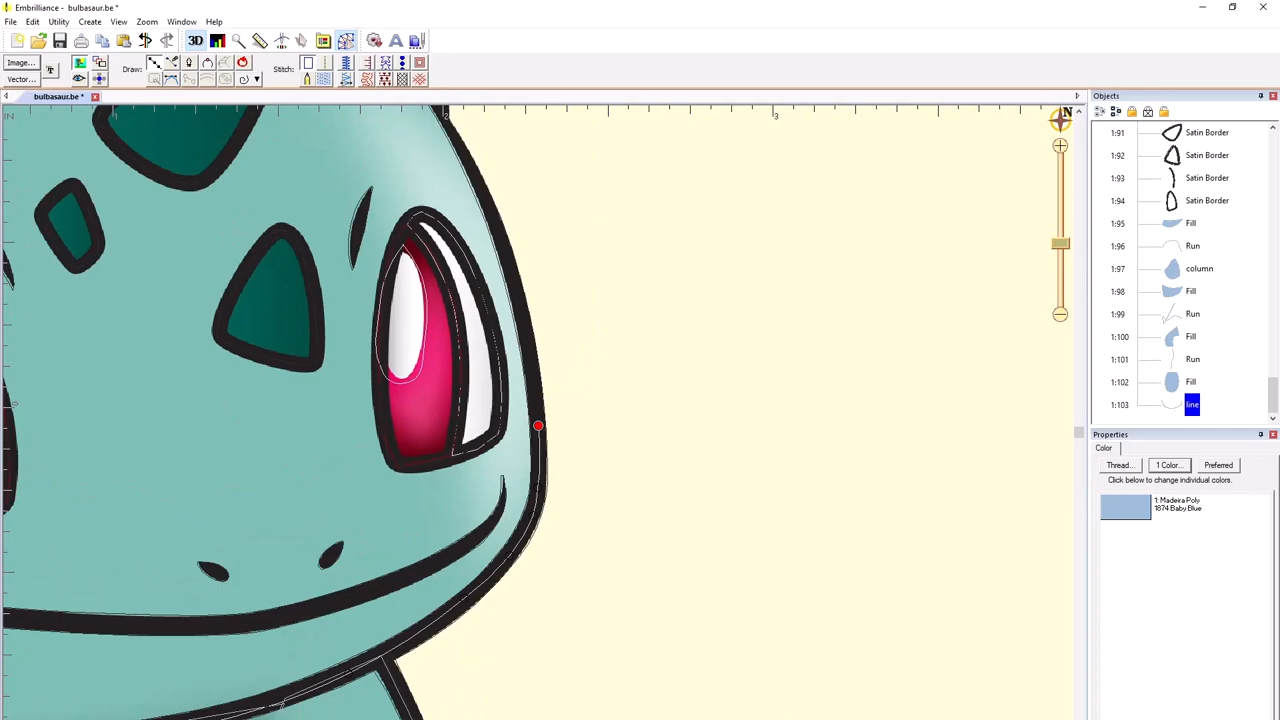 Embrilliance - bulbasaur.be *
File Edit Utility Create View Zoom Window Help
3D
Image... Draw: Stitch:
Vector...
bulbasaur.be *
IN 1 2 3
N
Objects
1:91 Satin Border
1:92 Satin Border
1:93 Satin Border
1:94 Satin Border
1:95 Fill
1:96 Run
1:97 column
1:98 Fill
1:99 Run
1:100 Fill
1:101 Run
1:102 Fill
1:103 line
Properties
Color
Thread... 1 Color... Preferred
Click below to change individual colors.
1: Madeira Poly
1874 Baby Blue